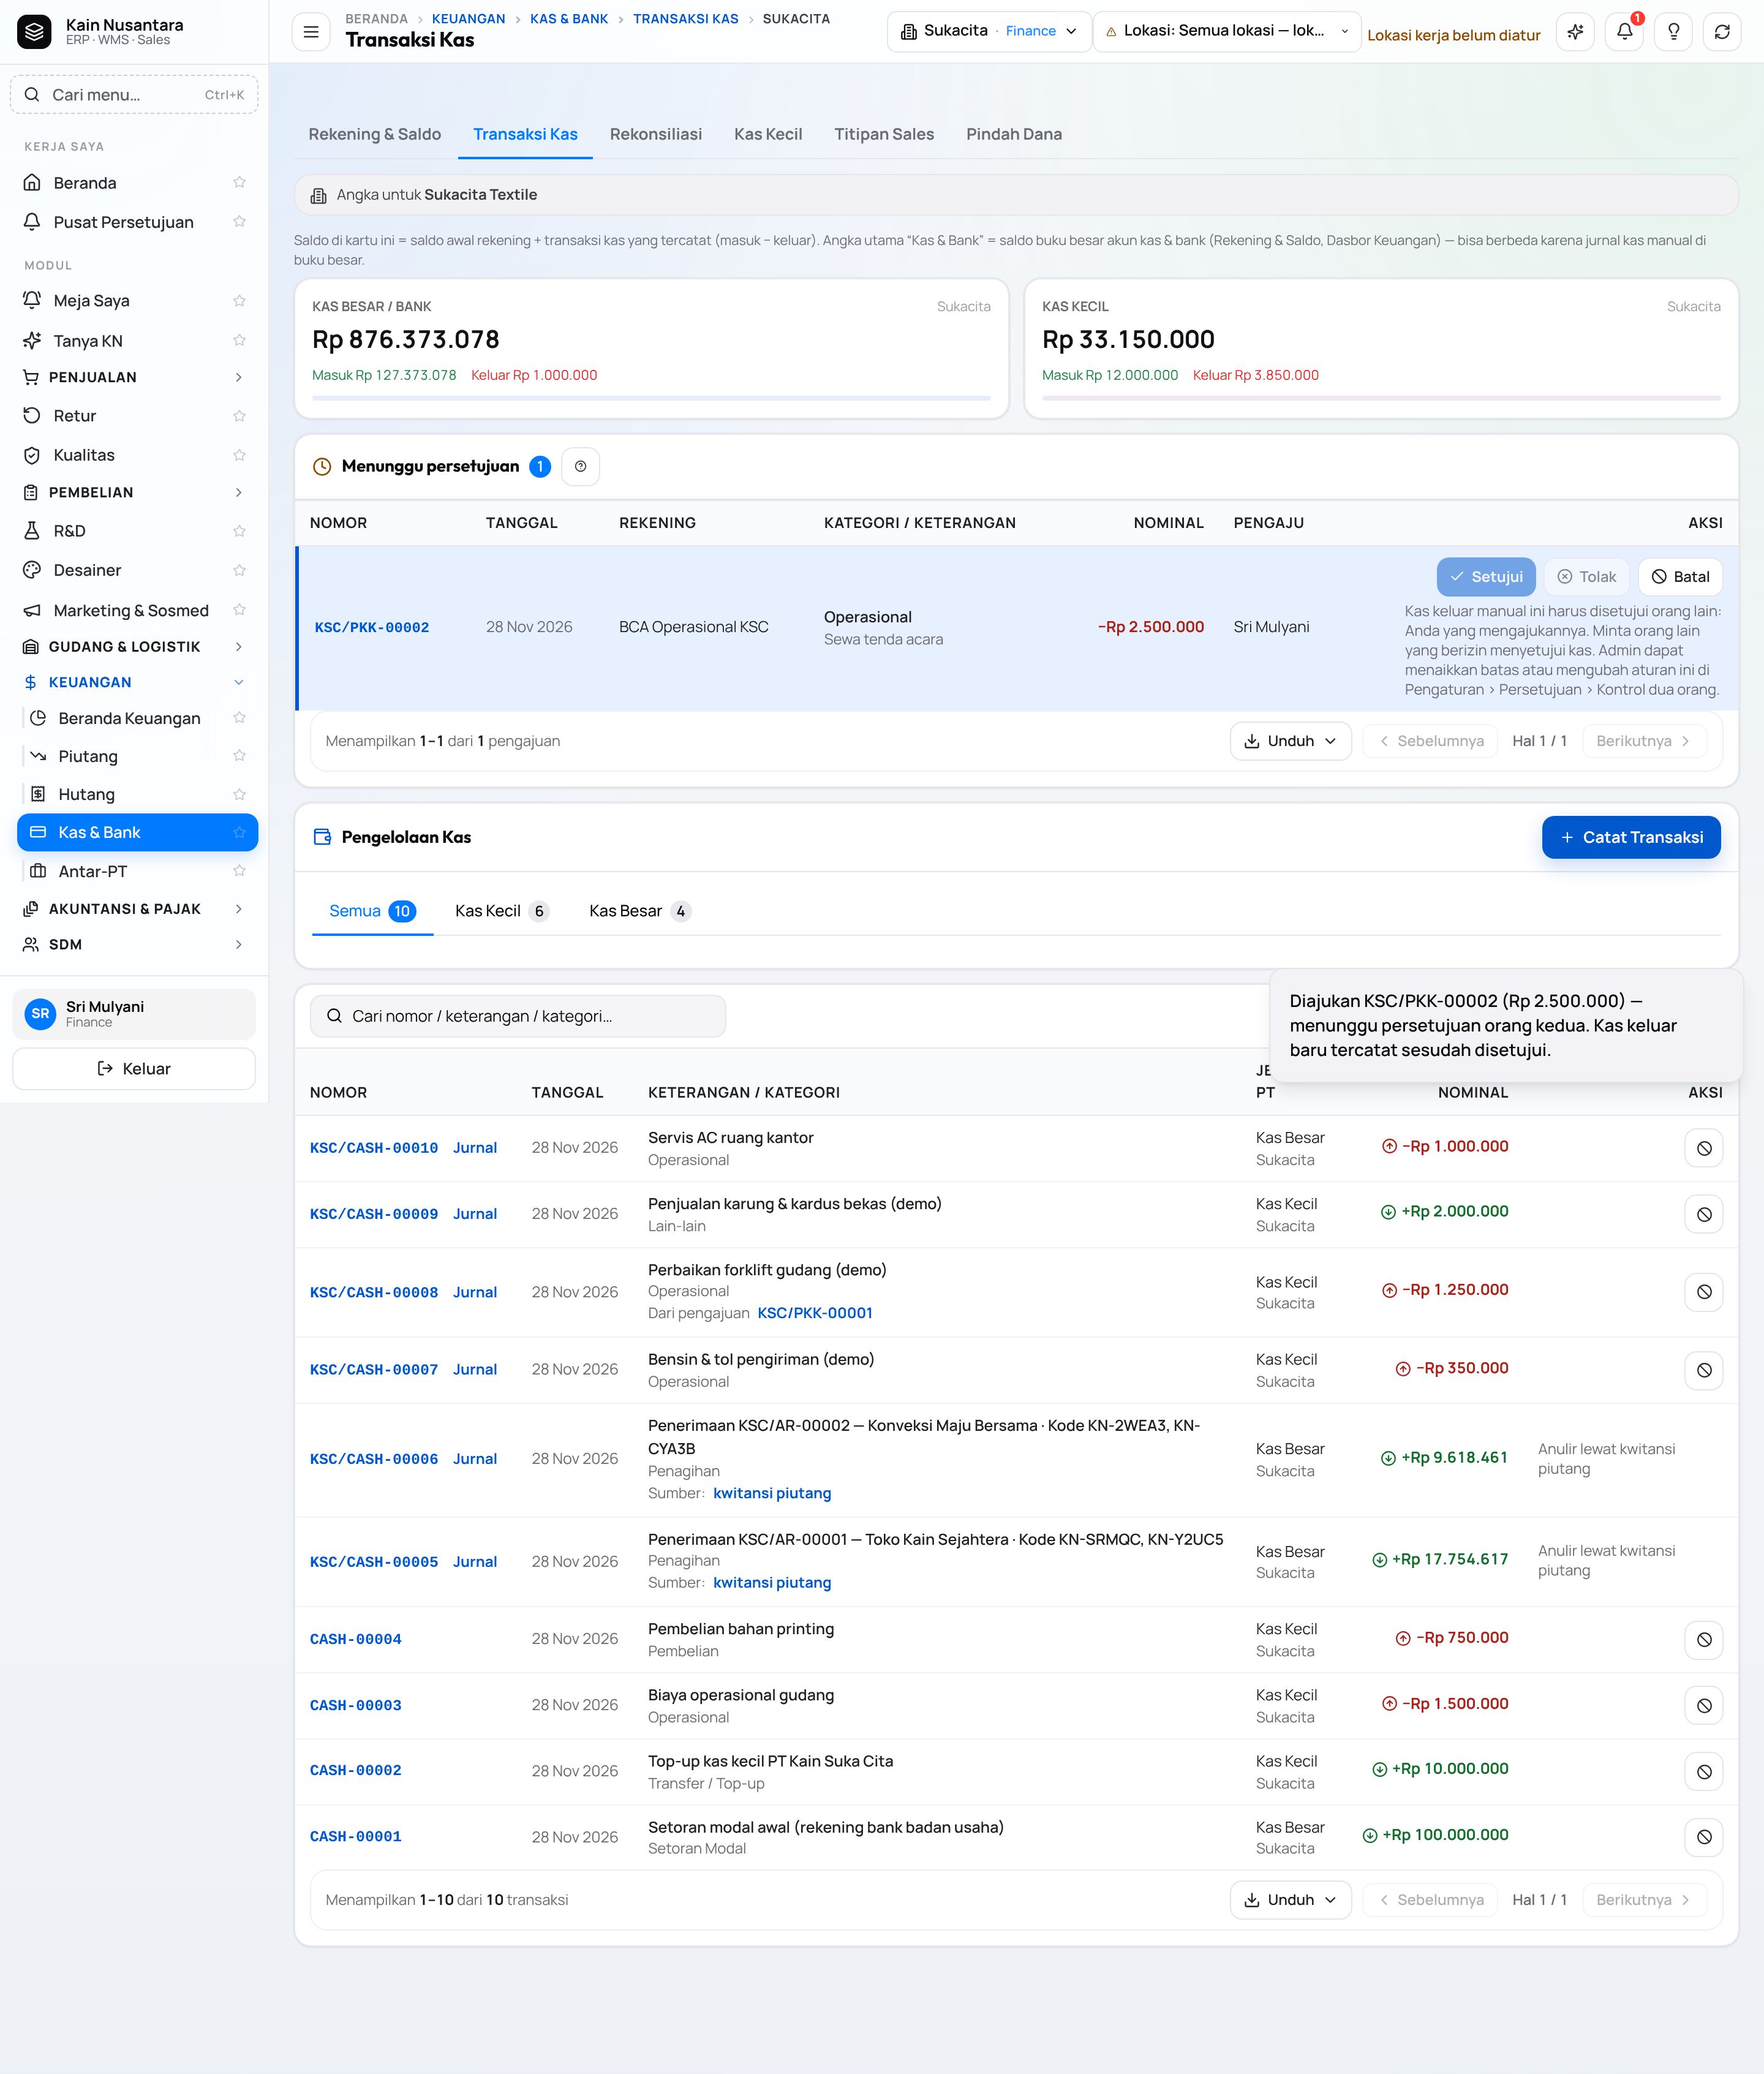 Kain Nusantara
ERP · WMS · Sales
Cari menu... Ctrl+K
KERJA SAYA
Beranda
Pusat Persetujuan
MODUL
Meja Saya
Tanya KN
PENJUALAN
Retur
Kualitas
PEMBELIAN
R&D
Desainer
Marketing & Sosmed
GUDANG & LOGISTIK
KEUANGAN
Beranda Keuangan
Piutang
Hutang
Kas & Bank
Antar-PT
AKUNTANSI & PAJAK
SDM
SR
Sri Mulyani
Finance
Keluar
BERANDA › KEUANGAN › KAS & BANK › TRANSAKSI KAS › SUKACITA
Transaksi Kas
Sukacita · Finance
Lokasi: Semua lokasi — lok...
Lokasi kerja belum diatur
1
Rekening & Saldo Transaksi Kas Rekonsiliasi Kas Kecil Titipan Sales Pindah Dana
Angka untuk Sukacita Textile
Saldo di kartu ini = saldo awal rekening + transaksi kas yang tercatat (masuk − keluar). Angka utama “Kas & Bank” = saldo buku besar akun kas & bank (Rekening & Saldo, Dasbor Keuangan) — bisa berbeda karena jurnal kas manual di
buku besar.
KAS BESAR / BANK Sukacita
Rp 876.373.078
Masuk Rp 127.373.078 Keluar Rp 1.000.000
KAS KECIL Sukacita
Rp 33.150.000
Masuk Rp 12.000.000 Keluar Rp 3.850.000
Menunggu persetujuan 1
NOMOR TANGGAL REKENING KATEGORI / KETERANGAN NOMINAL PENGAJU AKSI
KSC/PKK-00002 28 Nov 2026 BCA Operasional KSC Operasional −Rp 2.500.000 Sri Mulyani
Sewa tenda acara
Setujui Tolak Batal
Kas keluar manual ini harus disetujui orang lain:
Anda yang mengajukannya. Minta orang lain
yang berizin menyetujui kas. Admin dapat
menaikkan batas atau mengubah aturan ini di
Pengaturan › Persetujuan › Kontrol dua orang.
Menampilkan 1–1 dari 1 pengajuan Unduh Sebelumnya Hal 1 / 1 Berikutnya
Pengelolaan Kas Catat Transaksi
Semua 10 Kas Kecil 6 Kas Besar 4
Cari nomor / keterangan / kategori...
Diajukan KSC/PKK-00002 (Rp 2.500.000) —
menunggu persetujuan orang kedua. Kas keluar
baru tercatat sesudah disetujui.
NOMOR TANGGAL KETERANGAN / KATEGORI PT NOMINAL AKSI
KSC/CASH-00010 Jurnal 28 Nov 2026 Servis AC ruang kantor Kas Besar −Rp 1.000.000
Operasional Sukacita
KSC/CASH-00009 Jurnal 28 Nov 2026 Penjualan karung & kardus bekas (demo) Kas Kecil +Rp 2.000.000
Lain-lain Sukacita
KSC/CASH-00008 Jurnal 28 Nov 2026 Perbaikan forklift gudang (demo) Kas Kecil −Rp 1.250.000
Operasional Sukacita
Dari pengajuan KSC/PKK-00001
KSC/CASH-00007 Jurnal 28 Nov 2026 Bensin & tol pengiriman (demo) Kas Kecil −Rp 350.000
Operasional Sukacita
KSC/CASH-00006 Jurnal 28 Nov 2026 Penerimaan KSC/AR-00002 — Konveksi Maju Bersama · Kode KN-2WEA3, KN-
CYA3B Kas Besar +Rp 9.618.461 Anulir lewat kwitansi
Penagihan Sukacita piutang
Sumber: kwitansi piutang
KSC/CASH-00005 Jurnal 28 Nov 2026 Penerimaan KSC/AR-00001 — Toko Kain Sejahtera · Kode KN-SRMQC, KN-Y2UC5
Penagihan Kas Besar +Rp 17.754.617 Anulir lewat kwitansi
Sumber: kwitansi piutang Sukacita piutang
CASH-00004 28 Nov 2026 Pembelian bahan printing Kas Kecil −Rp 750.000
Pembelian Sukacita
CASH-00003 28 Nov 2026 Biaya operasional gudang Kas Kecil −Rp 1.500.000
Operasional Sukacita
CASH-00002 28 Nov 2026 Top-up kas kecil PT Kain Suka Cita Kas Kecil +Rp 10.000.000
Transfer / Top-up Sukacita
CASH-00001 28 Nov 2026 Setoran modal awal (rekening bank badan usaha) Kas Besar +Rp 100.000.000
Setoran Modal Sukacita
Menampilkan 1–10 dari 10 transaksi Unduh Sebelumnya Hal 1 / 1 Berikutnya